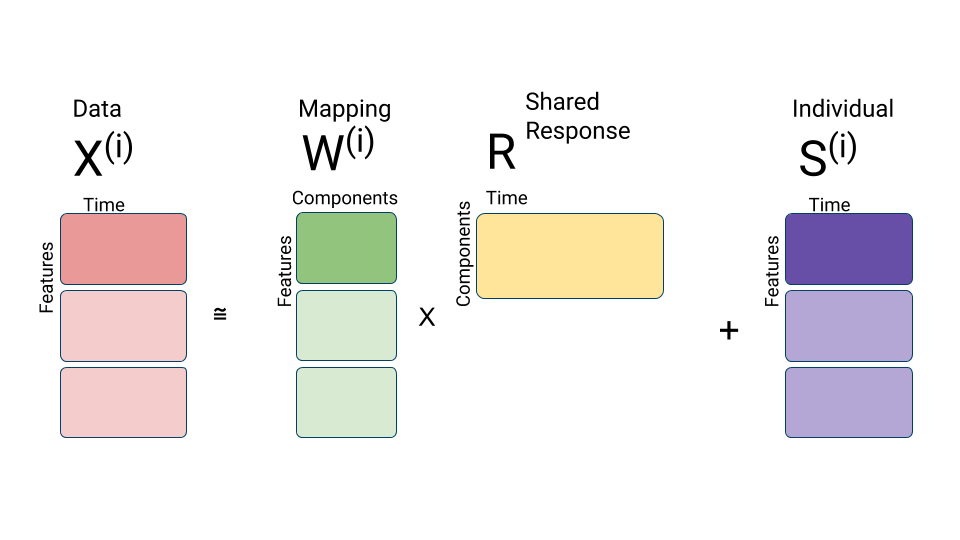 Data
X(i)
Time
Features
≅
Mapping
W(i)
Components
Features
X
Shared
Response
R
Time
Components
+
Individual
S(i)
Time
Features